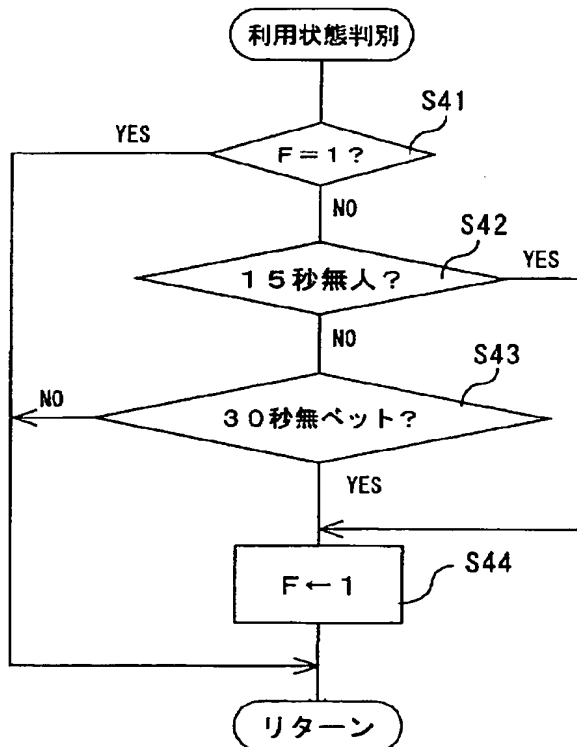 利用状態判別
S41
YES
F=1?
NO
S42
15秒無人?
YES
NO
S43
NO
30秒無ベット?
YES
S44
F←1
リターン